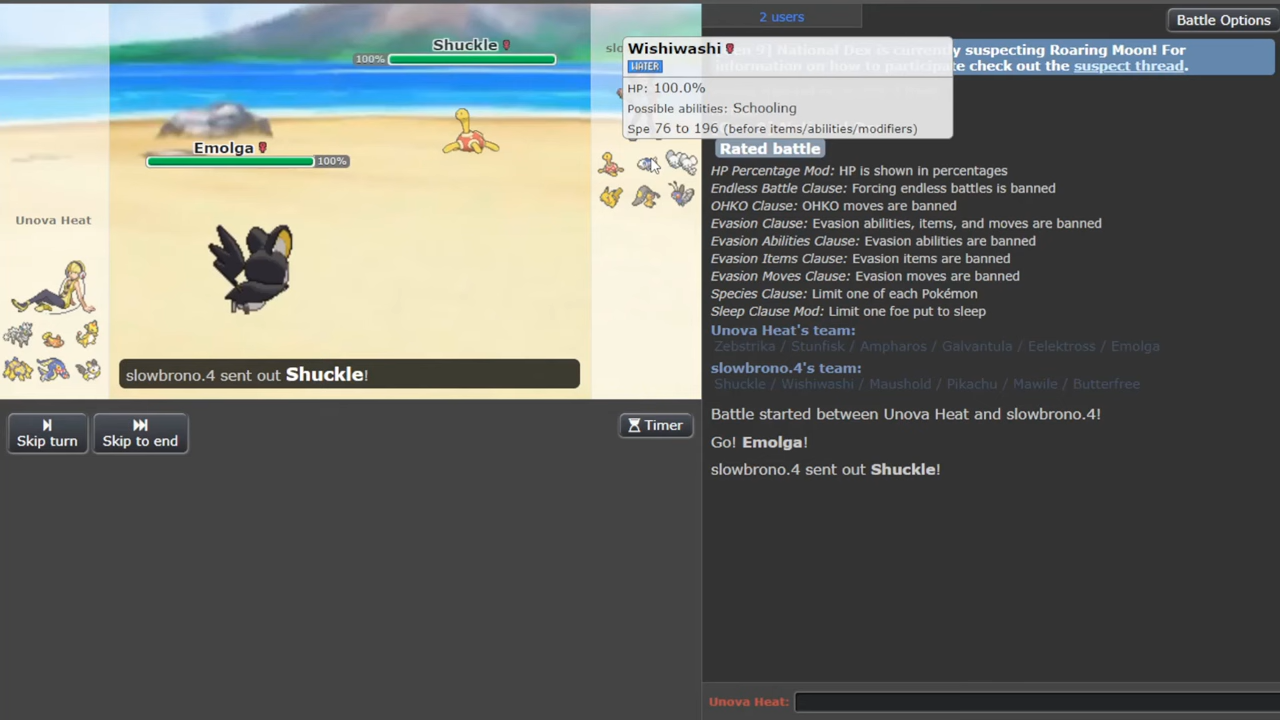 2 users
Battle Options
Shuckle
100%
slo
Wishiwashi
WATER
HP: 100.0%
Possible abilities: Schooling
Spe 76 to 196 (before items/abilities/modifiers)
en 9] National Dex is currently suspecting Roaring Moon! For
information on how to participate check out the suspect thread.
Emolga
100%
Unova Heat
Rated battle
HP Percentage Mod: HP is shown in percentages
Endless Battle Clause: Forcing endless battles is banned
OHKO Clause: OHKO moves are banned
Evasion Clause: Evasion abilities, items, and moves are banned
Evasion Abilities Clause: Evasion abilities are banned
Evasion Items Clause: Evasion items are banned
Evasion Moves Clause: Evasion moves are banned
Species Clause: Limit one of each Pokémon
Sleep Clause Mod: Limit one foe put to sleep
Unova Heat's team:
Zebstrika / Stunfisk / Ampharos / Galvantula / Eelektross / Emolga
slowbrono.4's team:
Shuckle / Wishiwashi / Maushold / Pikachu / Mawile / Butterfree
Battle started between Unova Heat and slowbrono.4!
Go! Emolga!
slowbrono.4 sent out Shuckle!
slowbrono.4 sent out Shuckle!
Skip turn
Skip to end
Timer
Unova Heat: